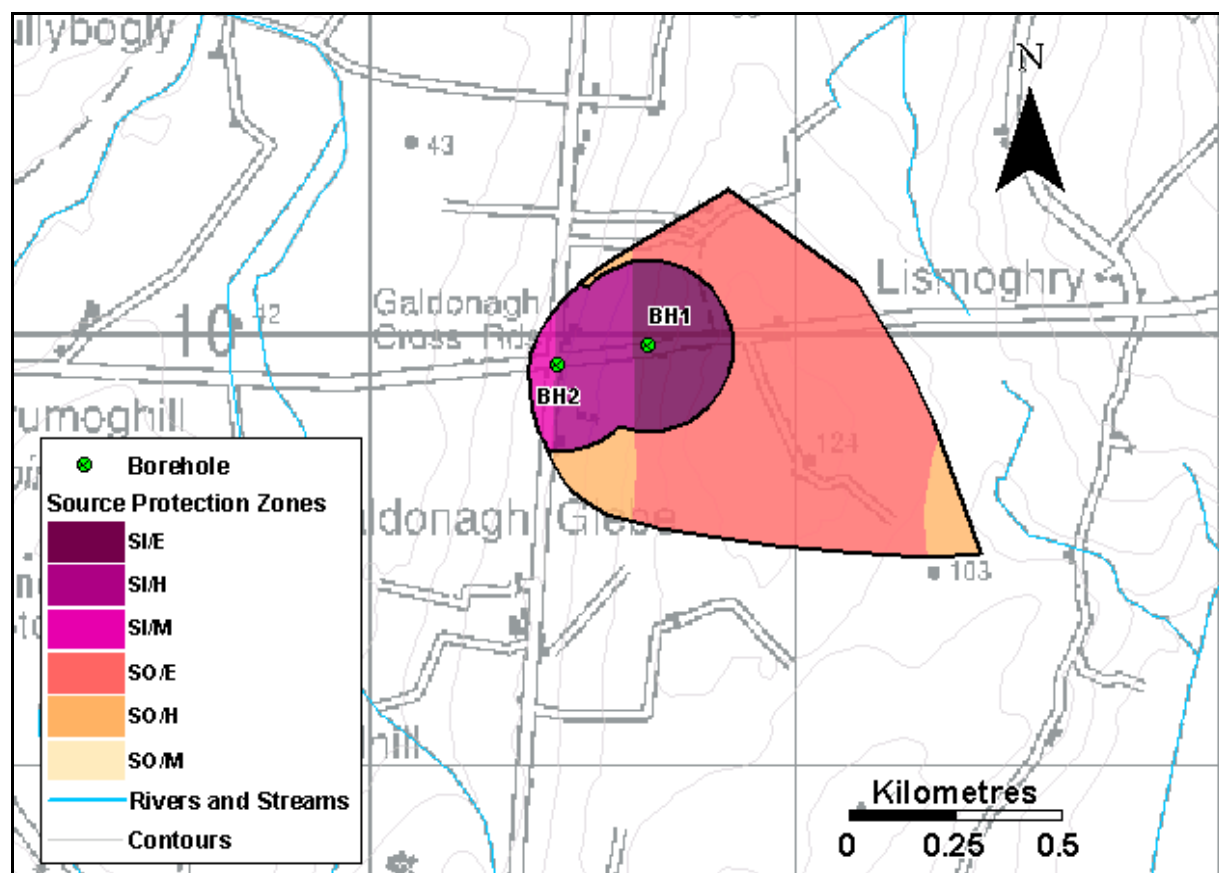 N
43
Lismoghry
Galdonagh
10
42
Cross Rds
BH1
BH2
124
103
Borehole
Source Protection Zones
SI/E
SI/H
SI/M
SO/E
SO/H
SO/M
Rivers and Streams
Contours
Glebe
Kilometres
0 0.25 0.5